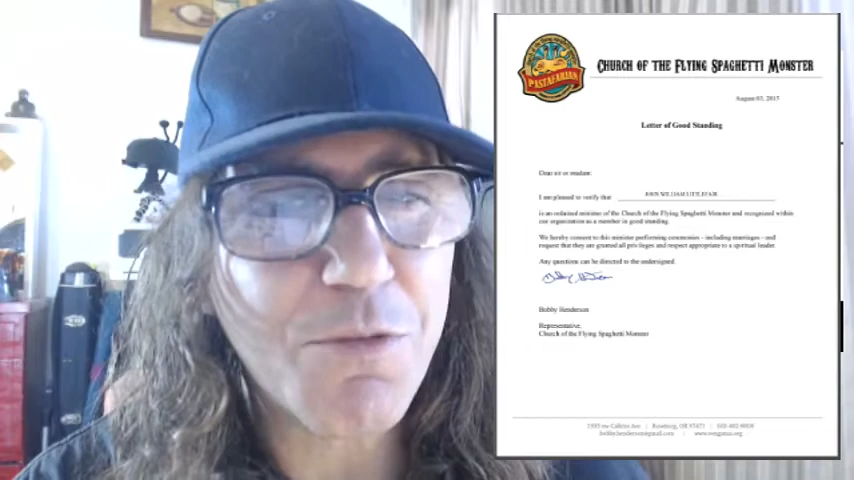 CHURCH OF THE FLYING SPAGHETTI MONSTER
PASTAFARIAN
August 03, 2015
Letter of Good Standing
Dear sir or madam:
I am pleased to verify that
is an ordained minister of the Church of the Flying Spaghetti Monster and recognized within
our organization as a member in good standing.
We hereby consent to this minister performing ceremonies - including marriages - and
request that they are granted all privileges and respect appropriate to a spiritual leader.
Any questions can be directed to the undersigned.
Bobby Henderson
Representative,
Church of the Flying Spaghetti Monster